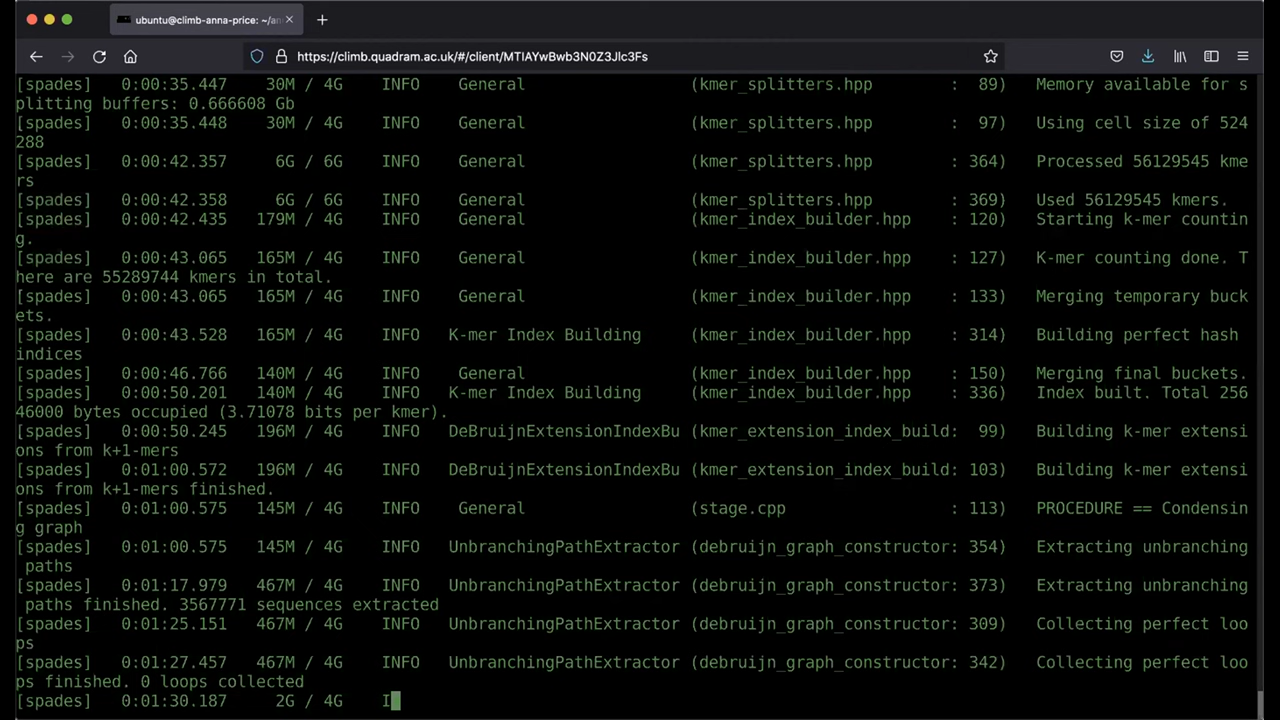 ubuntu@climb-anna-price: ~/an
https://climb.quadram.ac.uk/#/client/MTIAYwBwb3N0Z3Jlc3Fs
[spades]   0:00:35.447    30M / 4G    INFO    General                 (kmer_splitters.hpp        :  89)   Memory available for s
plitting buffers: 0.666608 Gb
[spades]   0:00:35.448    30M / 4G    INFO    General                 (kmer_splitters.hpp        :  97)   Using cell size of 524
288
[spades]   0:00:42.357     6G / 6G    INFO    General                 (kmer_splitters.hpp        : 364)   Processed 56129545 kme
rs
[spades]   0:00:42.358     6G / 6G    INFO    General                 (kmer_splitters.hpp        : 369)   Used 56129545 kmers.
[spades]   0:00:42.435   179M / 4G    INFO    General                 (kmer_index_builder.hpp    : 120)   Starting k-mer countin
g.
[spades]   0:00:43.065   165M / 4G    INFO    General                 (kmer_index_builder.hpp    : 127)   K-mer counting done. T
here are 55289744 kmers in total.
[spades]   0:00:43.065   165M / 4G    INFO    General                 (kmer_index_builder.hpp    : 133)   Merging temporary buck
ets.
[spades]   0:00:43.528   165M / 4G    INFO   K-mer Index Building     (kmer_index_builder.hpp    : 314)   Building perfect hash
indices
[spades]   0:00:46.766   140M / 4G    INFO    General                 (kmer_index_builder.hpp    : 150)   Merging final buckets.
[spades]   0:00:50.201   140M / 4G    INFO   K-mer Index Building     (kmer_index_builder.hpp    : 336)   Index built. Total 256
46000 bytes occupied (3.71078 bits per kmer).
[spades]   0:00:50.245   196M / 4G    INFO   DeBruijnExtensionIndexBu (kmer_extension_index_build:  99)   Building k-mer extensi
ons from k+1-mers
[spades]   0:01:00.572   196M / 4G    INFO   DeBruijnExtensionIndexBu (kmer_extension_index_build: 103)   Building k-mer extensi
ons from k+1-mers finished.
[spades]   0:01:00.575   145M / 4G    INFO    General                 (stage.cpp                 : 113)   PROCEDURE == Condensin
g graph
[spades]   0:01:00.575   145M / 4G    INFO   UnbranchingPathExtractor (debruijn_graph_constructor: 354)   Extracting unbranching
paths
[spades]   0:01:17.979   467M / 4G    INFO   UnbranchingPathExtractor (debruijn_graph_constructor: 373)   Extracting unbranching
paths finished. 3567771 sequences extracted
[spades]   0:01:25.151   467M / 4G    INFO   UnbranchingPathExtractor (debruijn_graph_constructor: 309)   Collecting perfect loo
ps
[spades]   0:01:27.457   467M / 4G    INFO   UnbranchingPathExtractor (debruijn_graph_constructor: 342)   Collecting perfect loo
ps finished. 0 loops collected
[spades]   0:01:30.187     2G / 4G    I